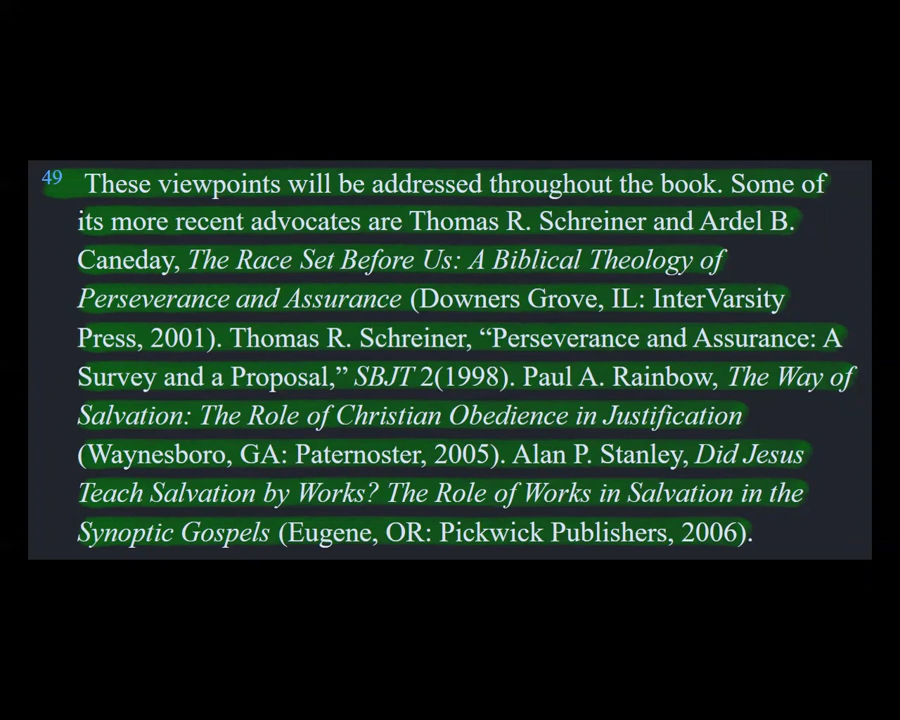 49 These viewpoints will be addressed throughout the book. Some of
its more recent advocates are Thomas R. Schreiner and Ardel B.
Caneday, The Race Set Before Us: A Biblical Theology of
Perseverance and Assurance (Downers Grove, IL: InterVarsity
Press, 2001). Thomas R. Schreiner, “Perseverance and Assurance: A
Survey and a Proposal,” SBJT 2(1998). Paul A. Rainbow, The Way of
Salvation: The Role of Christian Obedience in Justification
(Waynesboro, GA: Paternoster, 2005). Alan P. Stanley, Did Jesus
Teach Salvation by Works? The Role of Works in Salvation in the
Synoptic Gospels (Eugene, OR: Pickwick Publishers, 2006).